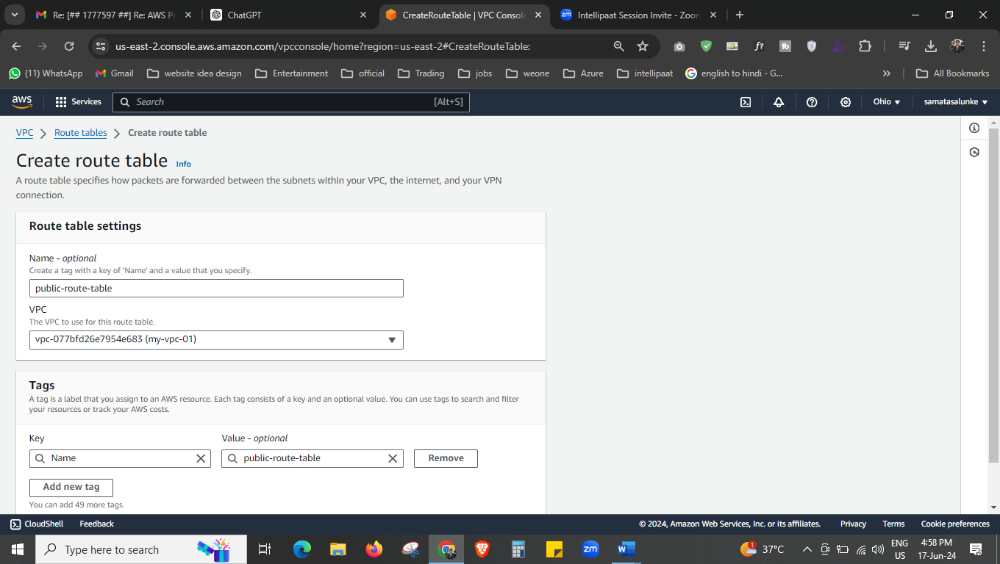 Re: [## 1777597 ##] Re: AWS P
ChatGPT
CreateRouteTable | VPC Console
Intellipaat Session Invite - Zoom
us-east-2.console.aws.amazon.com/vpcconsole/home?region=us-east-2#CreateRouteTable:
(11) WhatsApp
Gmail
website idea design
Entertainment
official
Trading
jobs
weone
Azure
intellipaat
english to hindi - G...
All Bookmarks
aws
Services
Search
[Alt+S]
Ohio
samatasalunke
VPC
Route tables
Create route table
Create route table
Info
A route table specifies how packets are forwarded between the subnets within your VPC, the internet, and your VPN
connection.
Route table settings
Name - optional
Create a tag with a key of 'Name' and a value that you specify.
public-route-table
VPC
The VPC to use for this route table.
vpc-077bfd26e7954e683 (my-vpc-01)
Tags
A tag is a label that you assign to an AWS resource. Each tag consists of a key and an optional value. You can use tags to search and filter
your resources or track your AWS costs.
Key
Value - optional
Name
public-route-table
Remove
Add new tag
You can add 49 more tags.
CloudShell
Feedback
© 2024, Amazon Web Services, Inc. or its affiliates.
Privacy
Terms
Cookie preferences
Type here to search
37°C
ENG
US
4:58 PM
17-Jun-24